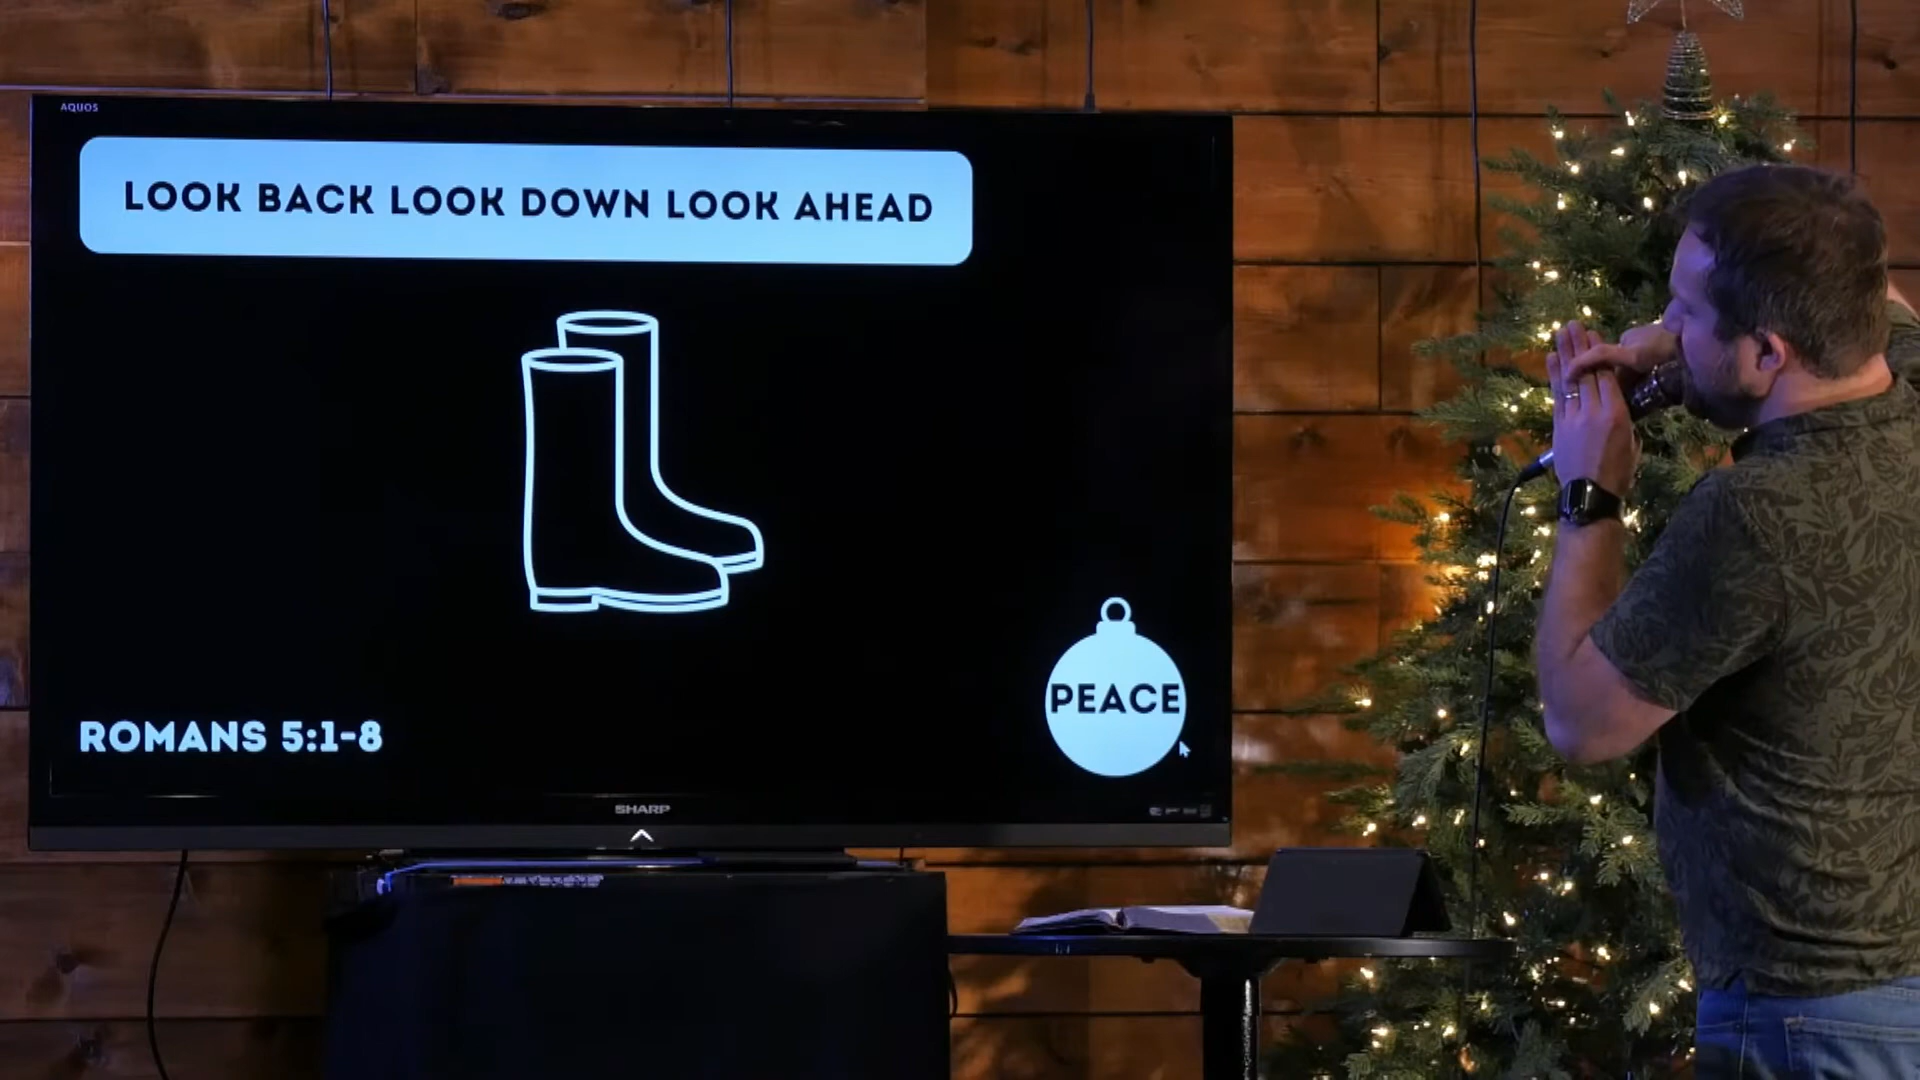 AQUOS
LOOK BACK LOOK DOWN LOOK AHEAD
PEACE
ROMANS 5:1-8
SHARP